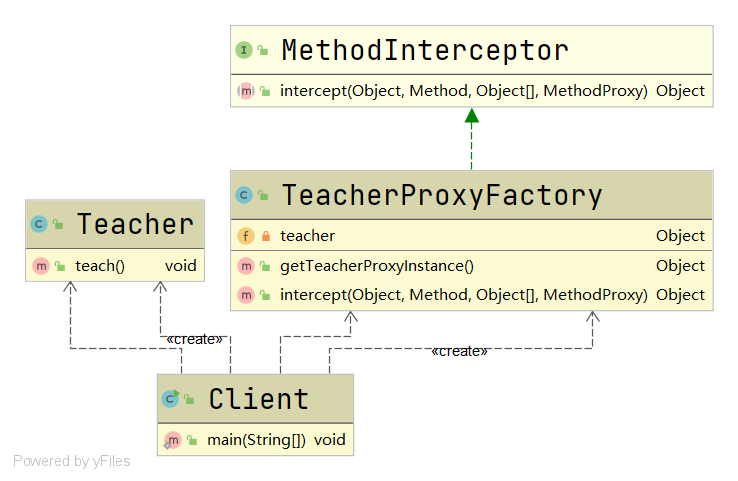 I MethodInterceptor
m intercept(Object, Method, Object[], MethodProxy) Object
C TeacherProxyFactory
f teacher Object
m getTeacherProxyInstance() Object
m intercept(Object, Method, Object[], MethodProxy) Object
C Teacher
m teach() void
«create»
«create»
C Client
m main(String[]) void
Powered by yFiles